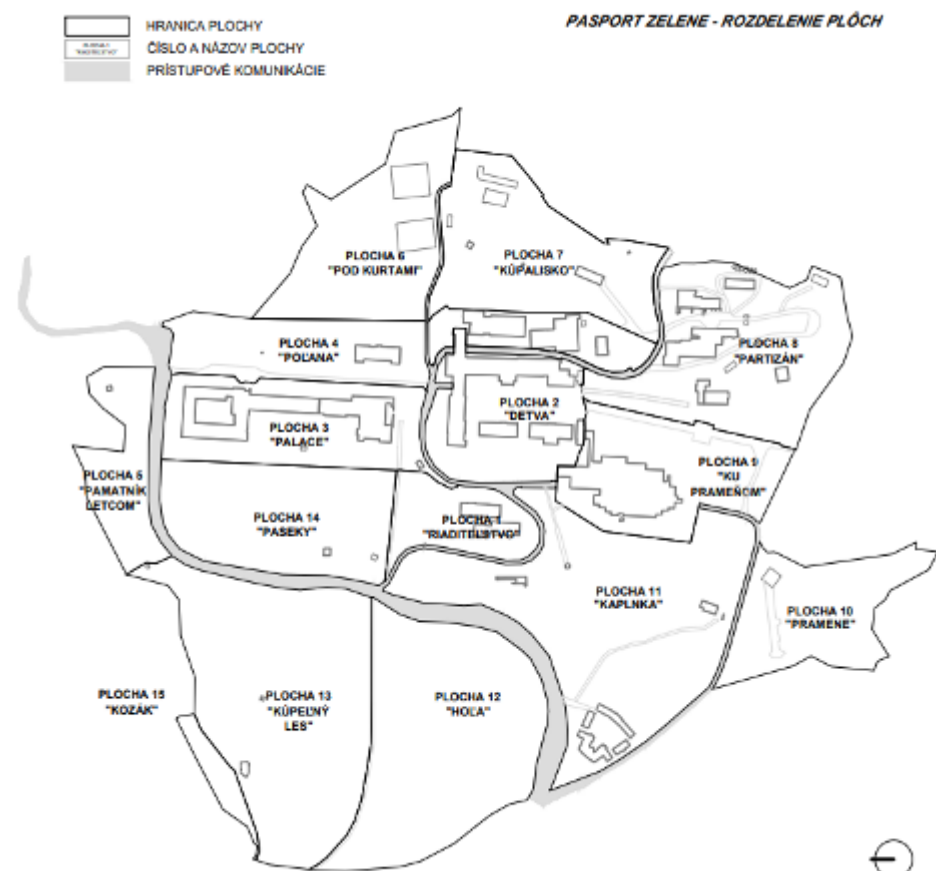 PASPORT ZELENE - ROZDELENIE PLÔCH
HRANICA PLOCHY
ČÍSLO A NÁZOV PLOCHY
PRÍSTUPOVÉ KOMUNIKÁCIE
PLOCHA 6
"POD KURTAMI"
PLOCHA 7
"KÚPALISKO"
PLOCHA 4
"POĽANA"
PLOCHA 8
"PARTIZÁN"
PLOCHA 2
"DETVA"
PLOCHA 3
"PALACE"
PLOCHA 9
"KU
PRAMEŇOM"
PLOCHA 5
"PAMATNÍK
LETCOM"
PLOCHA 14
"PASEKY"
PLOCHA 1
"RIADITEĽSTVO"
PLOCHA 11
"KAPLNKA"
PLOCHA 10
"PRAMENE"
PLOCHA 15
"KOZÁK"
PLOCHA 13
"KÚPEĽNÝ
LES"
PLOCHA 12
"HOĽA"